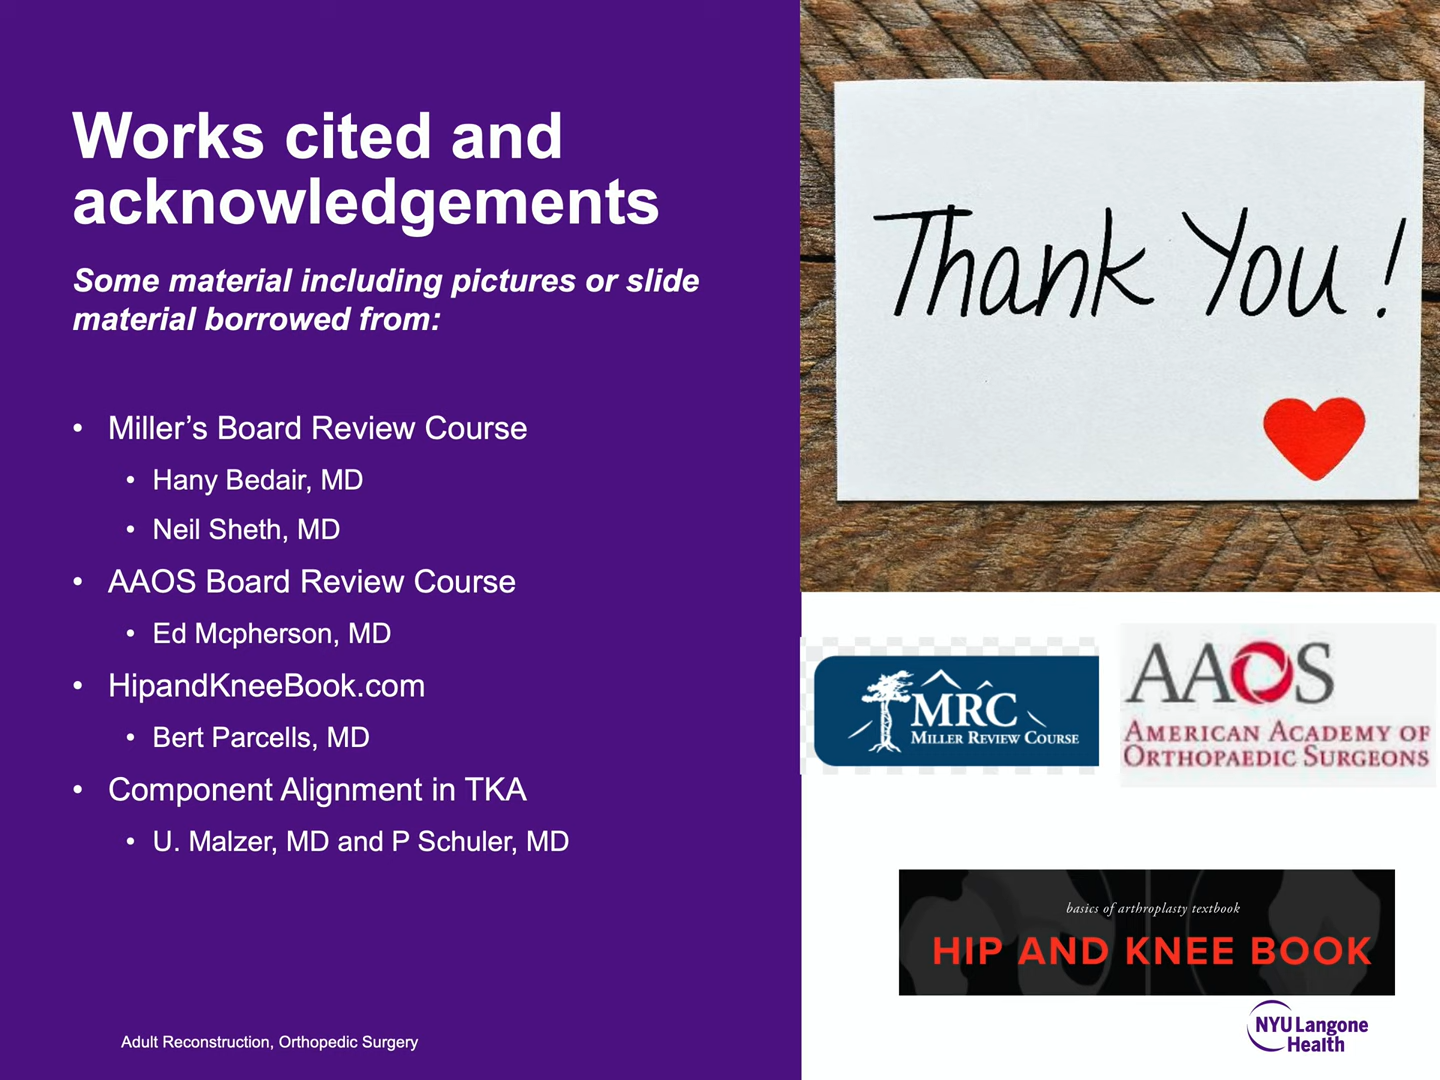 Works cited and
acknowledgements
Some material including pictures or slide
material borrowed from:
• Miller’s Board Review Course
• Hany Bedair, MD
• Neil Sheth, MD
• AAOS Board Review Course
• Ed Mcpherson, MD
• HipandKneeBook.com
• Bert Parcells, MD
• Component Alignment in TKA
• U. Malzer, MD and P Schuler, MD
Adult Reconstruction, Orthopedic Surgery
Thank You!
MRC
MILLER REVIEW COURSE
AAOS
AMERICAN ACADEMY OF
ORTHOPAEDIC SURGEONS
basics of arthroplasty textbook
HIP AND KNEE BOOK
NYU Langone
Health